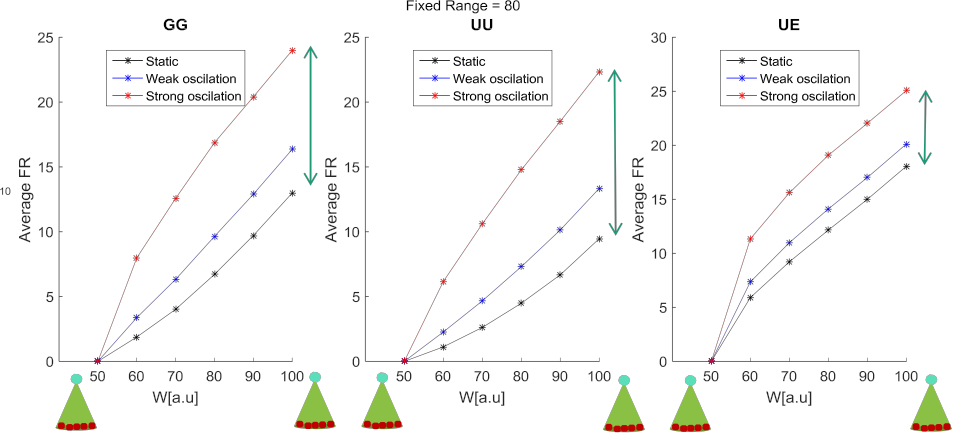 Fixed Range = 80
GG
UU
UE
25
20
15
10
5
0
Average FR
10
Static
Weak oscilation
Strong oscilation
50 60 70 80 90 100
W[a.u]
25
20
15
10
5
0
Average FR
Static
Weak oscilation
Strong oscilation
50 60 70 80 90 100
W[a.u]
30
25
20
15
10
5
0
Average FR
Static
Weak oscilation
Strong oscilation
50 60 70 80 90 100
W[a.u]